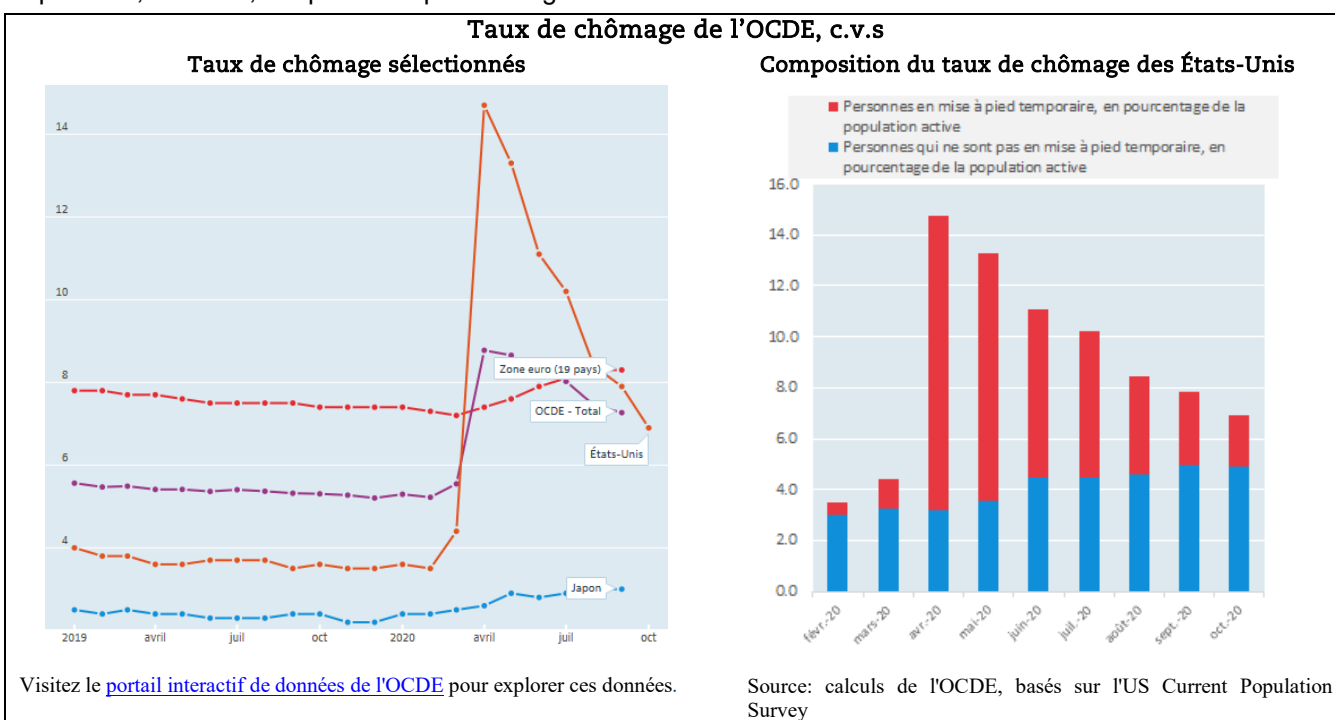 Taux de chômage de l'OCDE, c.v.s
Taux de chômage sélectionnés
14
12
10
8
6
4
Zone euro (19 pays)
OCDE - Total
États-Unis
Japon
2019
avril
juil
oct
2020
avril
juil
oct
Visitez le portail interactif de données de l'OCDE pour explorer ces données.
Composition du taux de chômage des États-Unis
Personnes en mise à pied temporaire, en pourcentage de la
population active
Personnes qui ne sont pas en mise à pied temporaire, en
pourcentage de la population active
16.0
14.0
12.0
10.0
8.0
6.0
4.0
2.0
0.0
févr.-20
mars-20
avr.-20
mai-20
juin-20
juil.-20
août-20
sept.-20
oct.-20
Source: calculs de l'OCDE, basés sur l'US Current Population
Survey